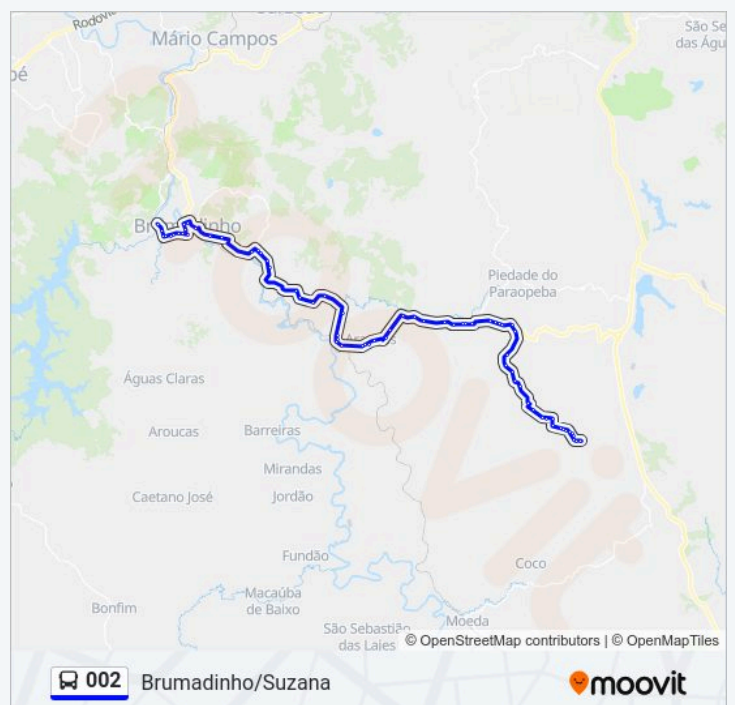 Rodovi
São Se
das Águ
Mário Campos
Brumadinho
Piedade do
Paraopeba
Águas Claras
Aroucas
Barreiras
Mirandas
Caetano José
Jordão
Fundão
Coco
Macaúba
de Baixo
Bonfim
São Sebastião
das Laies
Moeda
© OpenStreetMap contributors | © OpenMapTiles
002 Brumadinho/Suzana
moovit